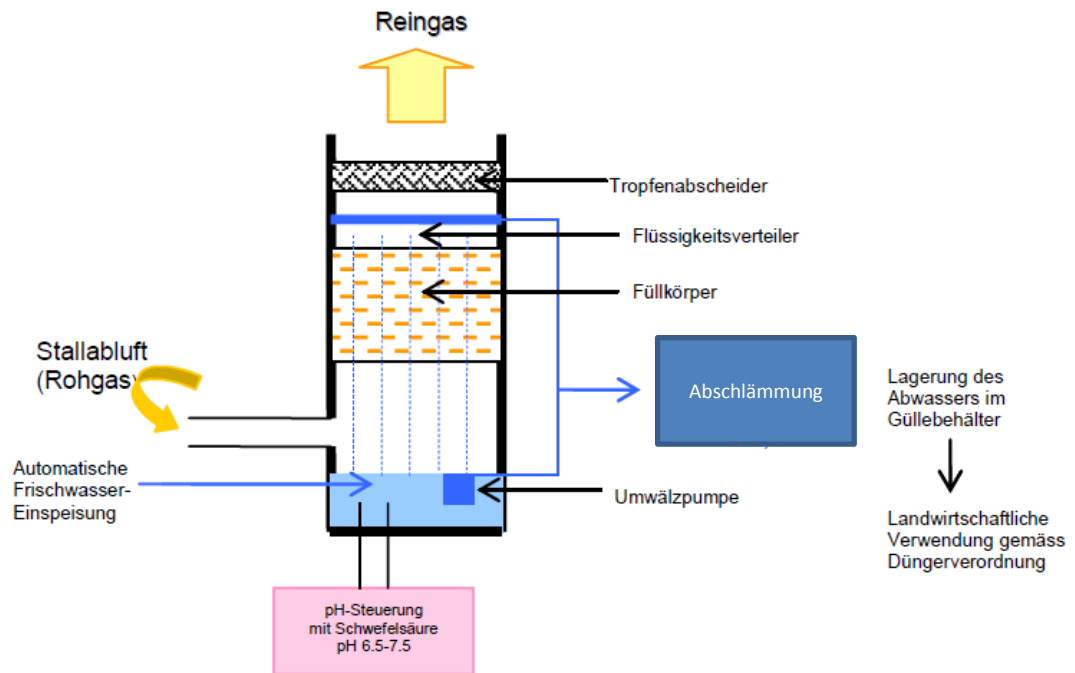 Reingas
Tropfenabscheider
Flüssigkeitsverteiler
Füllkörper
Stallabluft
(Rohgas)
Abschlämmung
Lagerung des
Abwassers im
Güllebehälter
Automatische
Frischwasser-
Einspeisung
Umwälzpumpe
Landwirtschaftliche
Verwendung gemäss
Düngerverordnung
pH-Steuerung
mit Schwefelsäure
pH 6.5-7.5